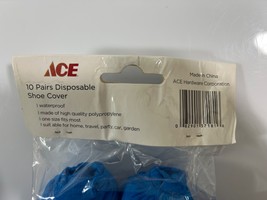 ACE
10 Pairs Disposable
Shoe Cover
waterproof
made of high quality polypropylene
one size fits most
suit able for home, travel, party, car, garden
Made in China
ACE Hardware Corporation